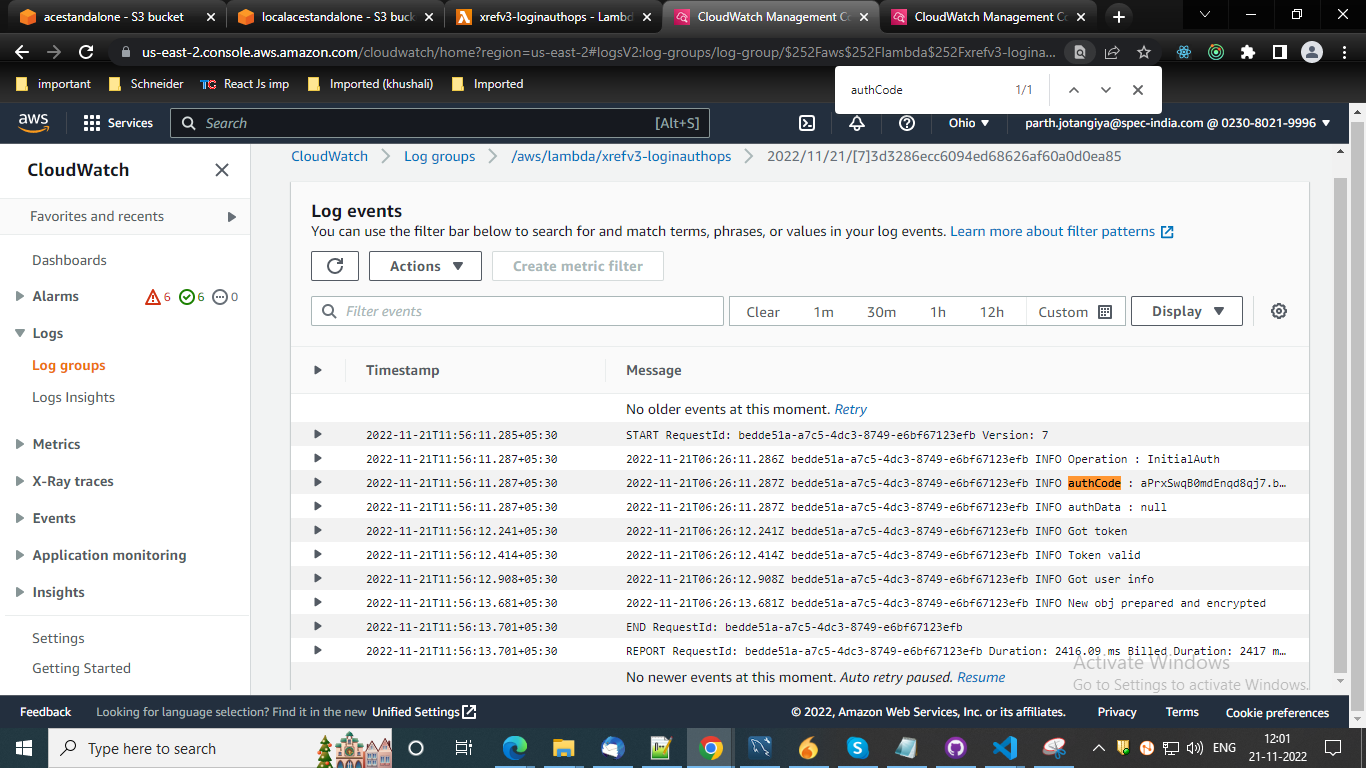 acestandalone - S3 bucket
localacestandalone - S3 buck
xrefv3-loginauthops - Lambd
CloudWatch Management Co
CloudWatch Management Co
us-east-2.console.aws.amazon.com/cloudwatch/home?region=us-east-2#logsV2:log-groups/log-group/$252Faws$252Flambda$252Fxrefv3-logina...
important
Schneider
TC React Js imp
Imported (khushali)
Imported
authCode 1/1
aws
Services
Search [Alt+S]
Ohio
parth.jotangiya@spec-india.com @ 0230-8021-9996
CloudWatch
Favorites and recents
Dashboards
Alarms 6 6 0
Logs
Log groups
Logs Insights
Metrics
X-Ray traces
Events
Application monitoring
Insights
Settings
Getting Started
CloudWatch Log groups /aws/lambda/xrefv3-loginauthops 2022/11/21/[7]3d3286ecc6094ed68626af60a0d0ea85
Log events
You can use the filter bar below to search for and match terms, phrases, or values in your log events. Learn more about filter patterns
Actions
Create metric filter
Filter events
Clear 1m 30m 1h 12h Custom
Display
Timestamp Message
No older events at this moment. Retry
2022-11-21T11:56:11.285+05:30 START RequestId: bedde51a-a7c5-4dc3-8749-e6bf67123efb Version: 7
2022-11-21T11:56:11.287+05:30 2022-11-21T06:26:11.286Z bedde51a-a7c5-4dc3-8749-e6bf67123efb INFO Operation : InitialAuth
2022-11-21T11:56:11.287+05:30 2022-11-21T06:26:11.287Z bedde51a-a7c5-4dc3-8749-e6bf67123efb INFO authCode : aPrxSwqB0mdEnqd8qj7.b…
2022-11-21T11:56:11.287+05:30 2022-11-21T06:26:11.287Z bedde51a-a7c5-4dc3-8749-e6bf67123efb INFO authData : null
2022-11-21T11:56:12.241+05:30 2022-11-21T06:26:12.241Z bedde51a-a7c5-4dc3-8749-e6bf67123efb INFO Got token
2022-11-21T11:56:12.414+05:30 2022-11-21T06:26:12.414Z bedde51a-a7c5-4dc3-8749-e6bf67123efb INFO Token valid
2022-11-21T11:56:12.908+05:30 2022-11-21T06:26:12.908Z bedde51a-a7c5-4dc3-8749-e6bf67123efb INFO Got user info
2022-11-21T11:56:13.681+05:30 2022-11-21T06:26:13.681Z bedde51a-a7c5-4dc3-8749-e6bf67123efb INFO New obj prepared and encrypted
2022-11-21T11:56:13.701+05:30 END RequestId: bedde51a-a7c5-4dc3-8749-e6bf67123efb
2022-11-21T11:56:13.701+05:30 REPORT RequestId: bedde51a-a7c5-4dc3-8749-e6bf67123efb Duration: 2416.09 ms Billed Duration: 2417 m…
No newer events at this moment. Auto retry paused. Resume
Activate Windows
Go to Settings to activate Windows.
Feedback Looking for language selection? Find it in the new Unified Settings © 2022, Amazon Web Services, Inc. or its affiliates. Privacy Terms Cookie preferences
Type here to search
ENG
12:01
21-11-2022